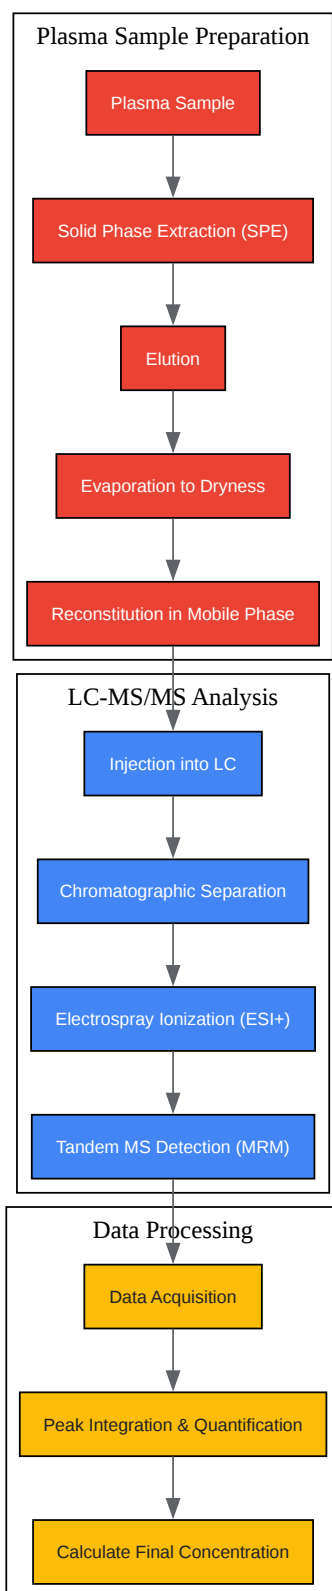 Plasma Sample Preparation
Plasma Sample
Solid Phase Extraction (SPE)
Elution
Evaporation to Dryness
Reconstitution in Mobile Phase
LC-MS/MS Analysis
Injection into LC
Chromatographic Separation
Electrospray Ionization (ESI+)
Tandem MS Detection (MRM)
Data Processing
Data Acquisition
Peak Integration & Quantification
Calculate Final Concentration